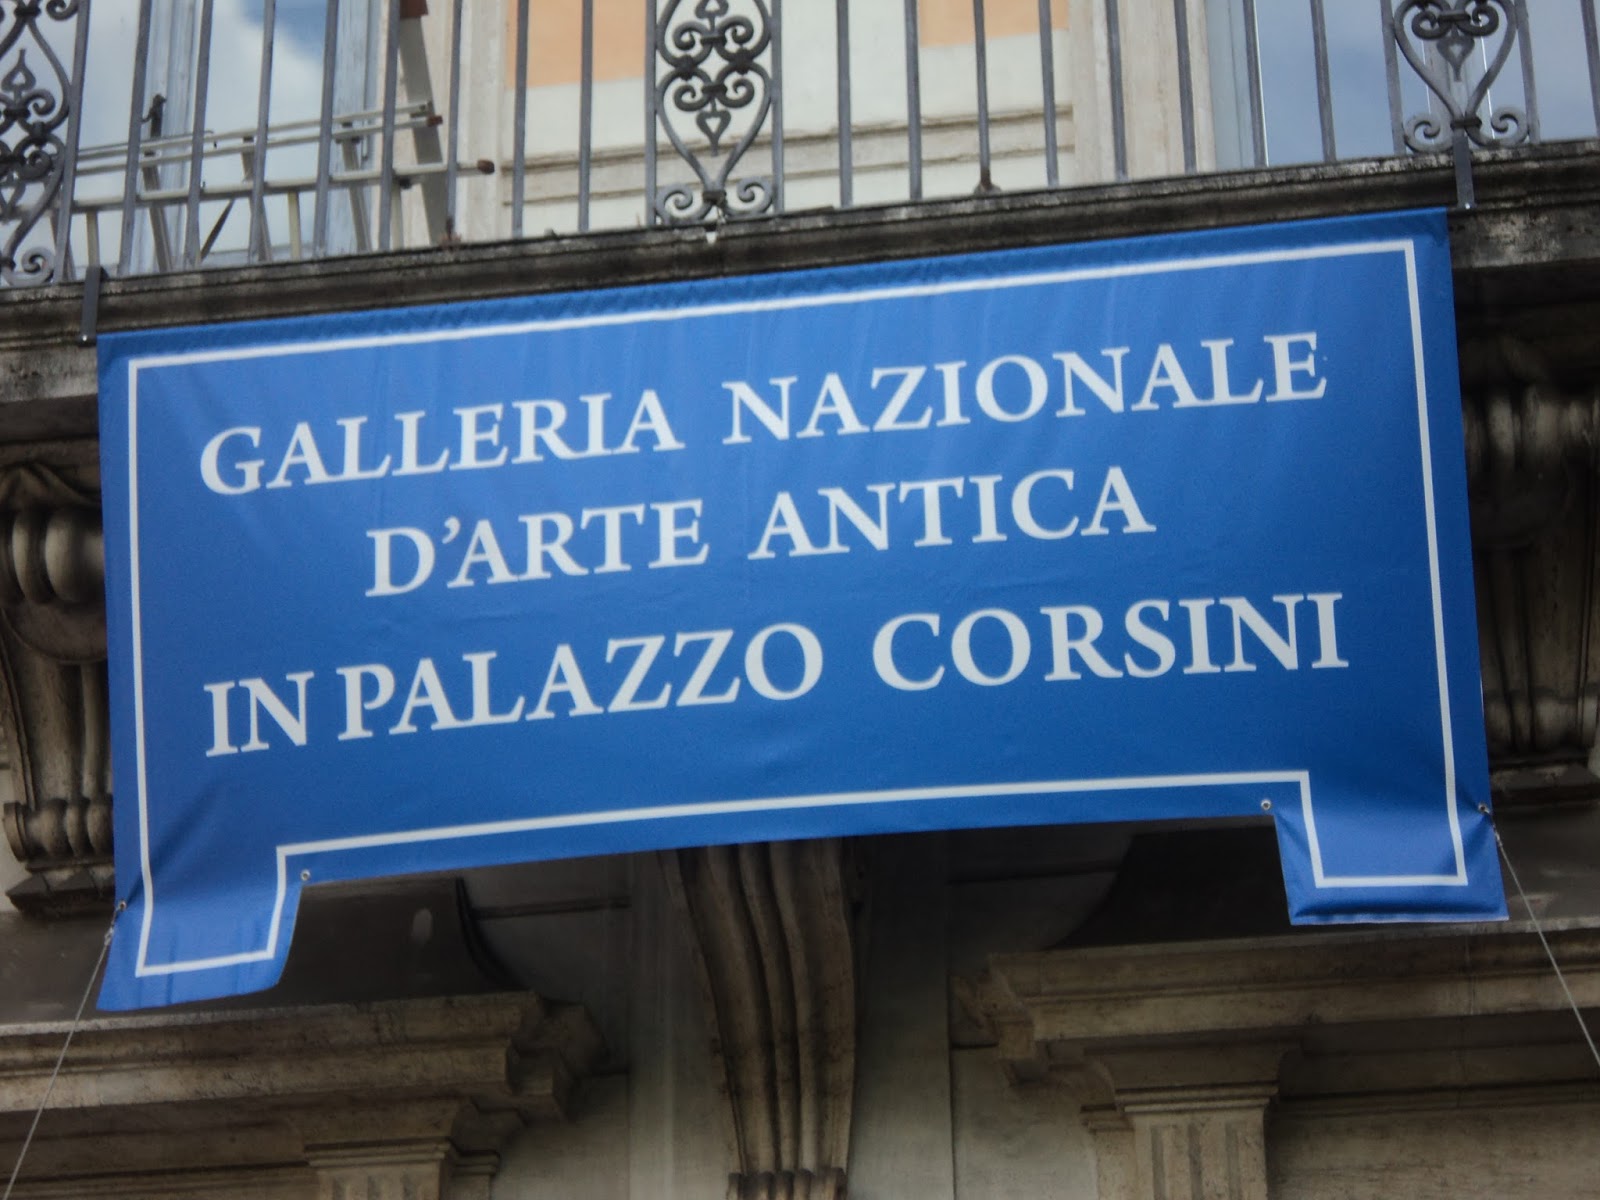 GALLERIA NAZIONALE
D'ARTE ANTICA
IN PALAZZO CORSINI